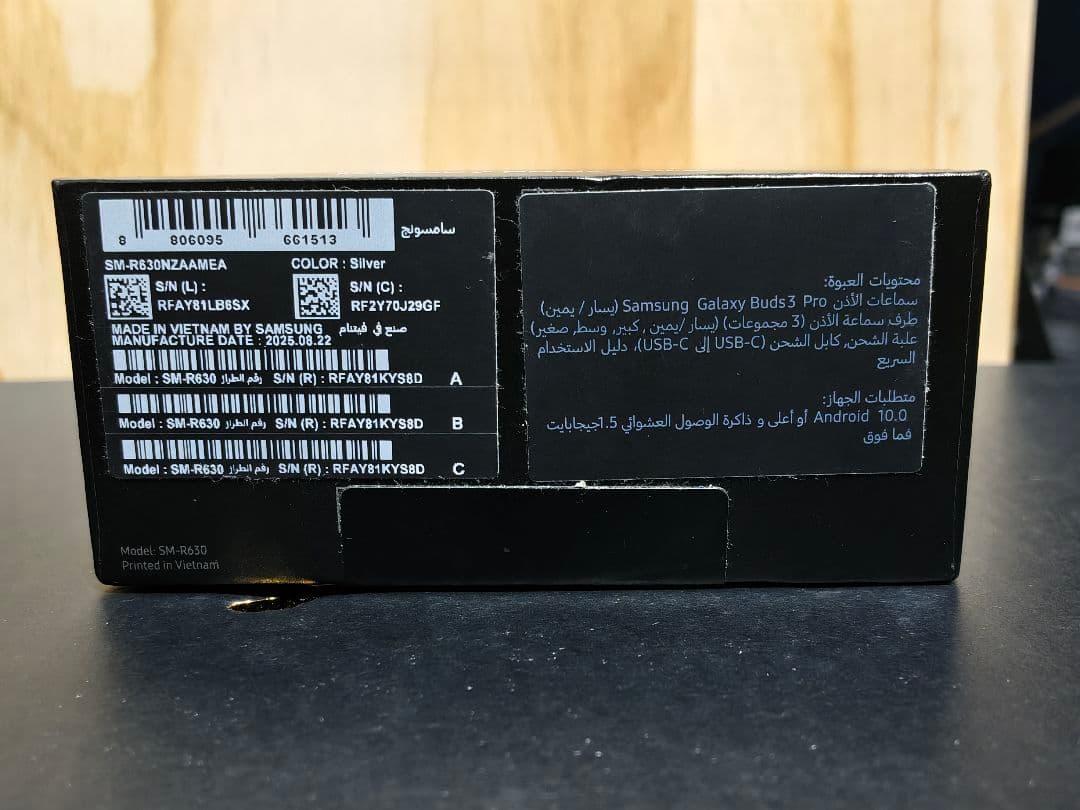 8 806095 661513
سامسونج
SM-R630NZAAMEA COLOR : Silver
S/N (L) :
RFAY81LB6SX
S/N (C) :
RF2Y70J29GF
MADE IN VIETNAM BY SAMSUNG صنع في فيتنام
MANUFACTURE DATE : 2025.08.22
Model : SM-R630 رقم الطراز S/N (R) : RFAY81KYS8D A
Model : SM-R630 رقم الطراز S/N (R) : RFAY81KYS8D B
Model : SM-R630 رقم الطراز S/N (R) : RFAY81KYS8D C
Model: SM-R630
Printed in Vietnam
محتويات العبوة:
سماعات الأذن Samsung Galaxy Buds3 Pro (يسار / يمين)
طرف سماعة الأذن (3 مجموعات) (يسار /يمين , كبير, وسط, صغير)
علبة الشحن, كابل الشحن (USB-C إلى USB-C)، دليل الاستخدام
السريع
متطلبات الجهاز:
Android 10.0 أو أعلى و ذاكرة الوصول العشوائي 1.5جيجابايت
فما فوق